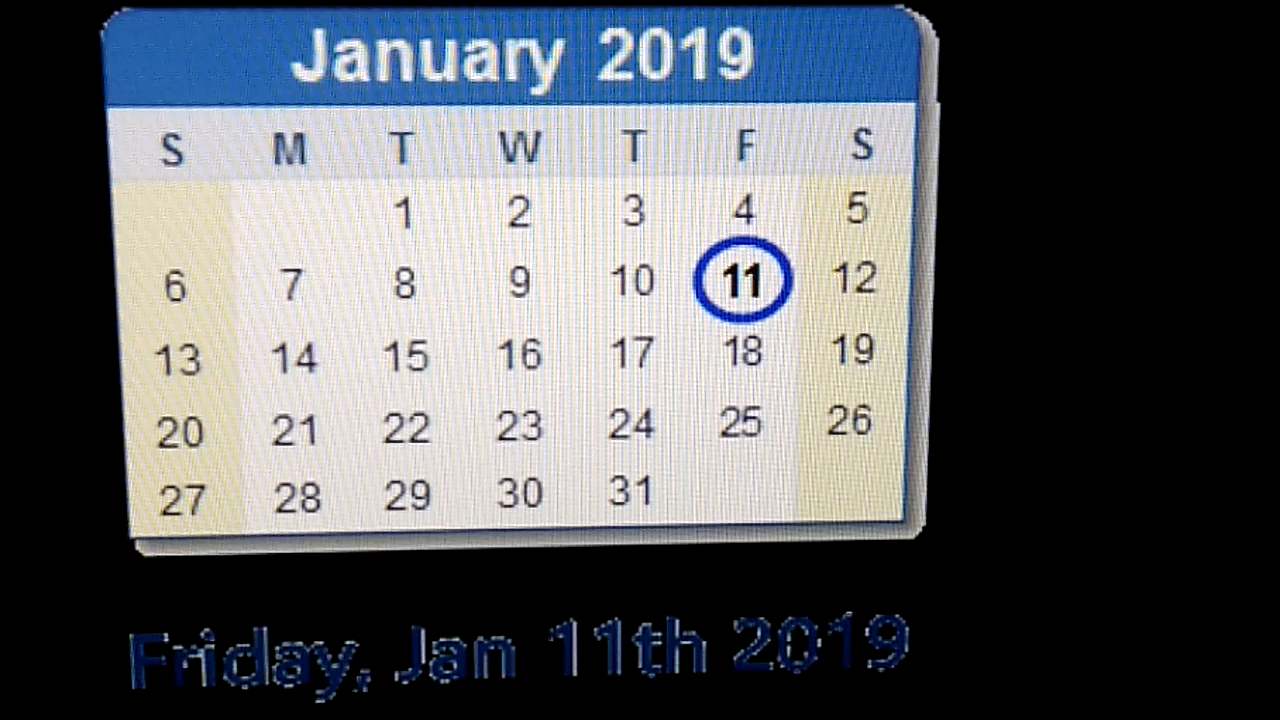 January 2019
S M T W T F S
1 2 3 4 5
6 7 8 9 10 11 12
13 14 15 16 17 18 19
20 21 22 23 24 25 26
27 28 29 30 31
Friday, Jan 11th 2019